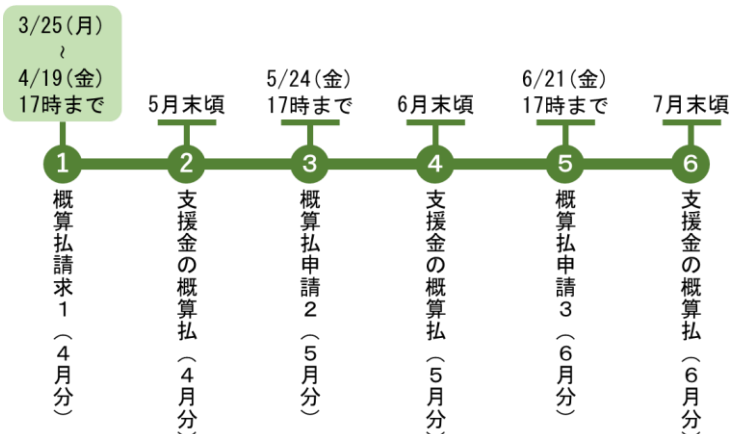 3/25(月)
~
4/19(金)
17時まで
5月末頃
5/24(金)
17時まで
6月末頃
6/21(金)
17時まで
7月末頃
1
2
3
4
5
6
概算払請求1(4月分)
支援金の概算払(4月分)
概算払申請2(5月分)
支援金の概算払(5月分)
概算払申請3(6月分)
支援金の概算払(6月分)